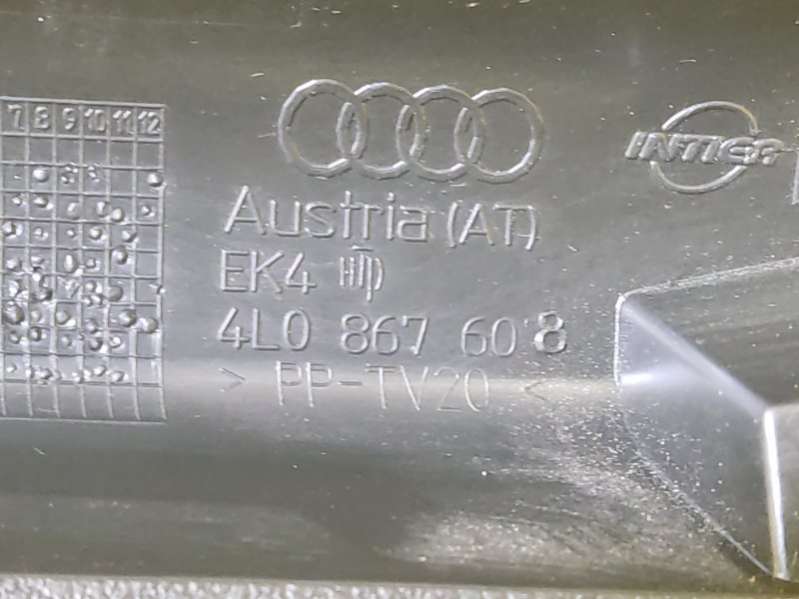 7 8 9 10 11 12
Austria (AT)
EK4
4L0 867 608
> PP-TV20 <